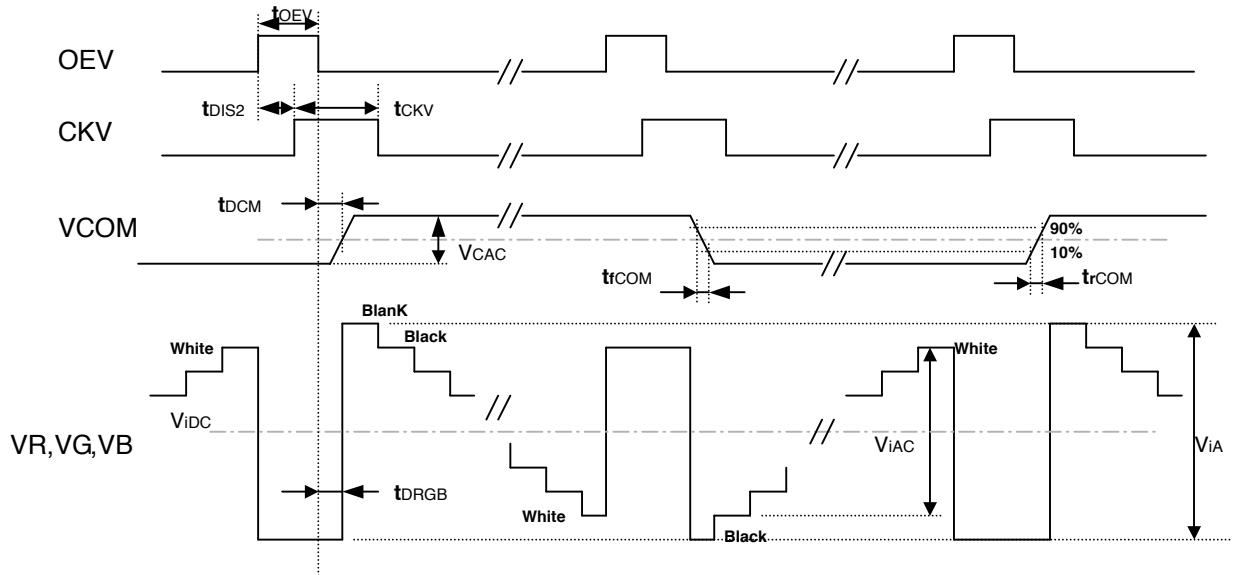 tOEV
OEV
tDIS2 tCKV
CKV
tDCM
VCOM
VCAC
90%
10%
tfCOM trCOM
BlanK
White Black White
ViDC
VR,VG,VB
ViAC ViA
tDRGB
White Black